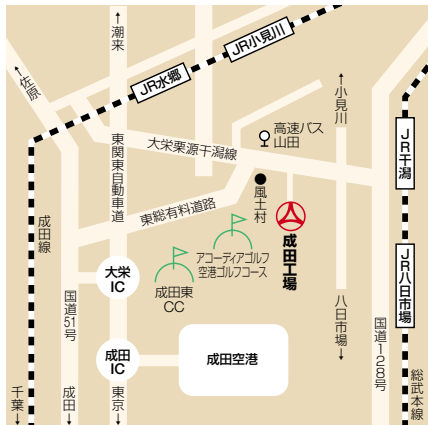 ↑潮来
↑佐原
JR水郷
JR小見川
↑小見川
高速バス
山田
大栄栗源干潟線
東関東自動車道
JR干潟
風土村
東総有料道路
成田工場
アコーディアゴルフ
空港ゴルフコース
成田線
大栄
IC
成田東
CC
JR八日市場
国道51号
八日市場↓
国道128号
成田
IC
成田空港
総武本線
千葉↓
成田↓
東京↓